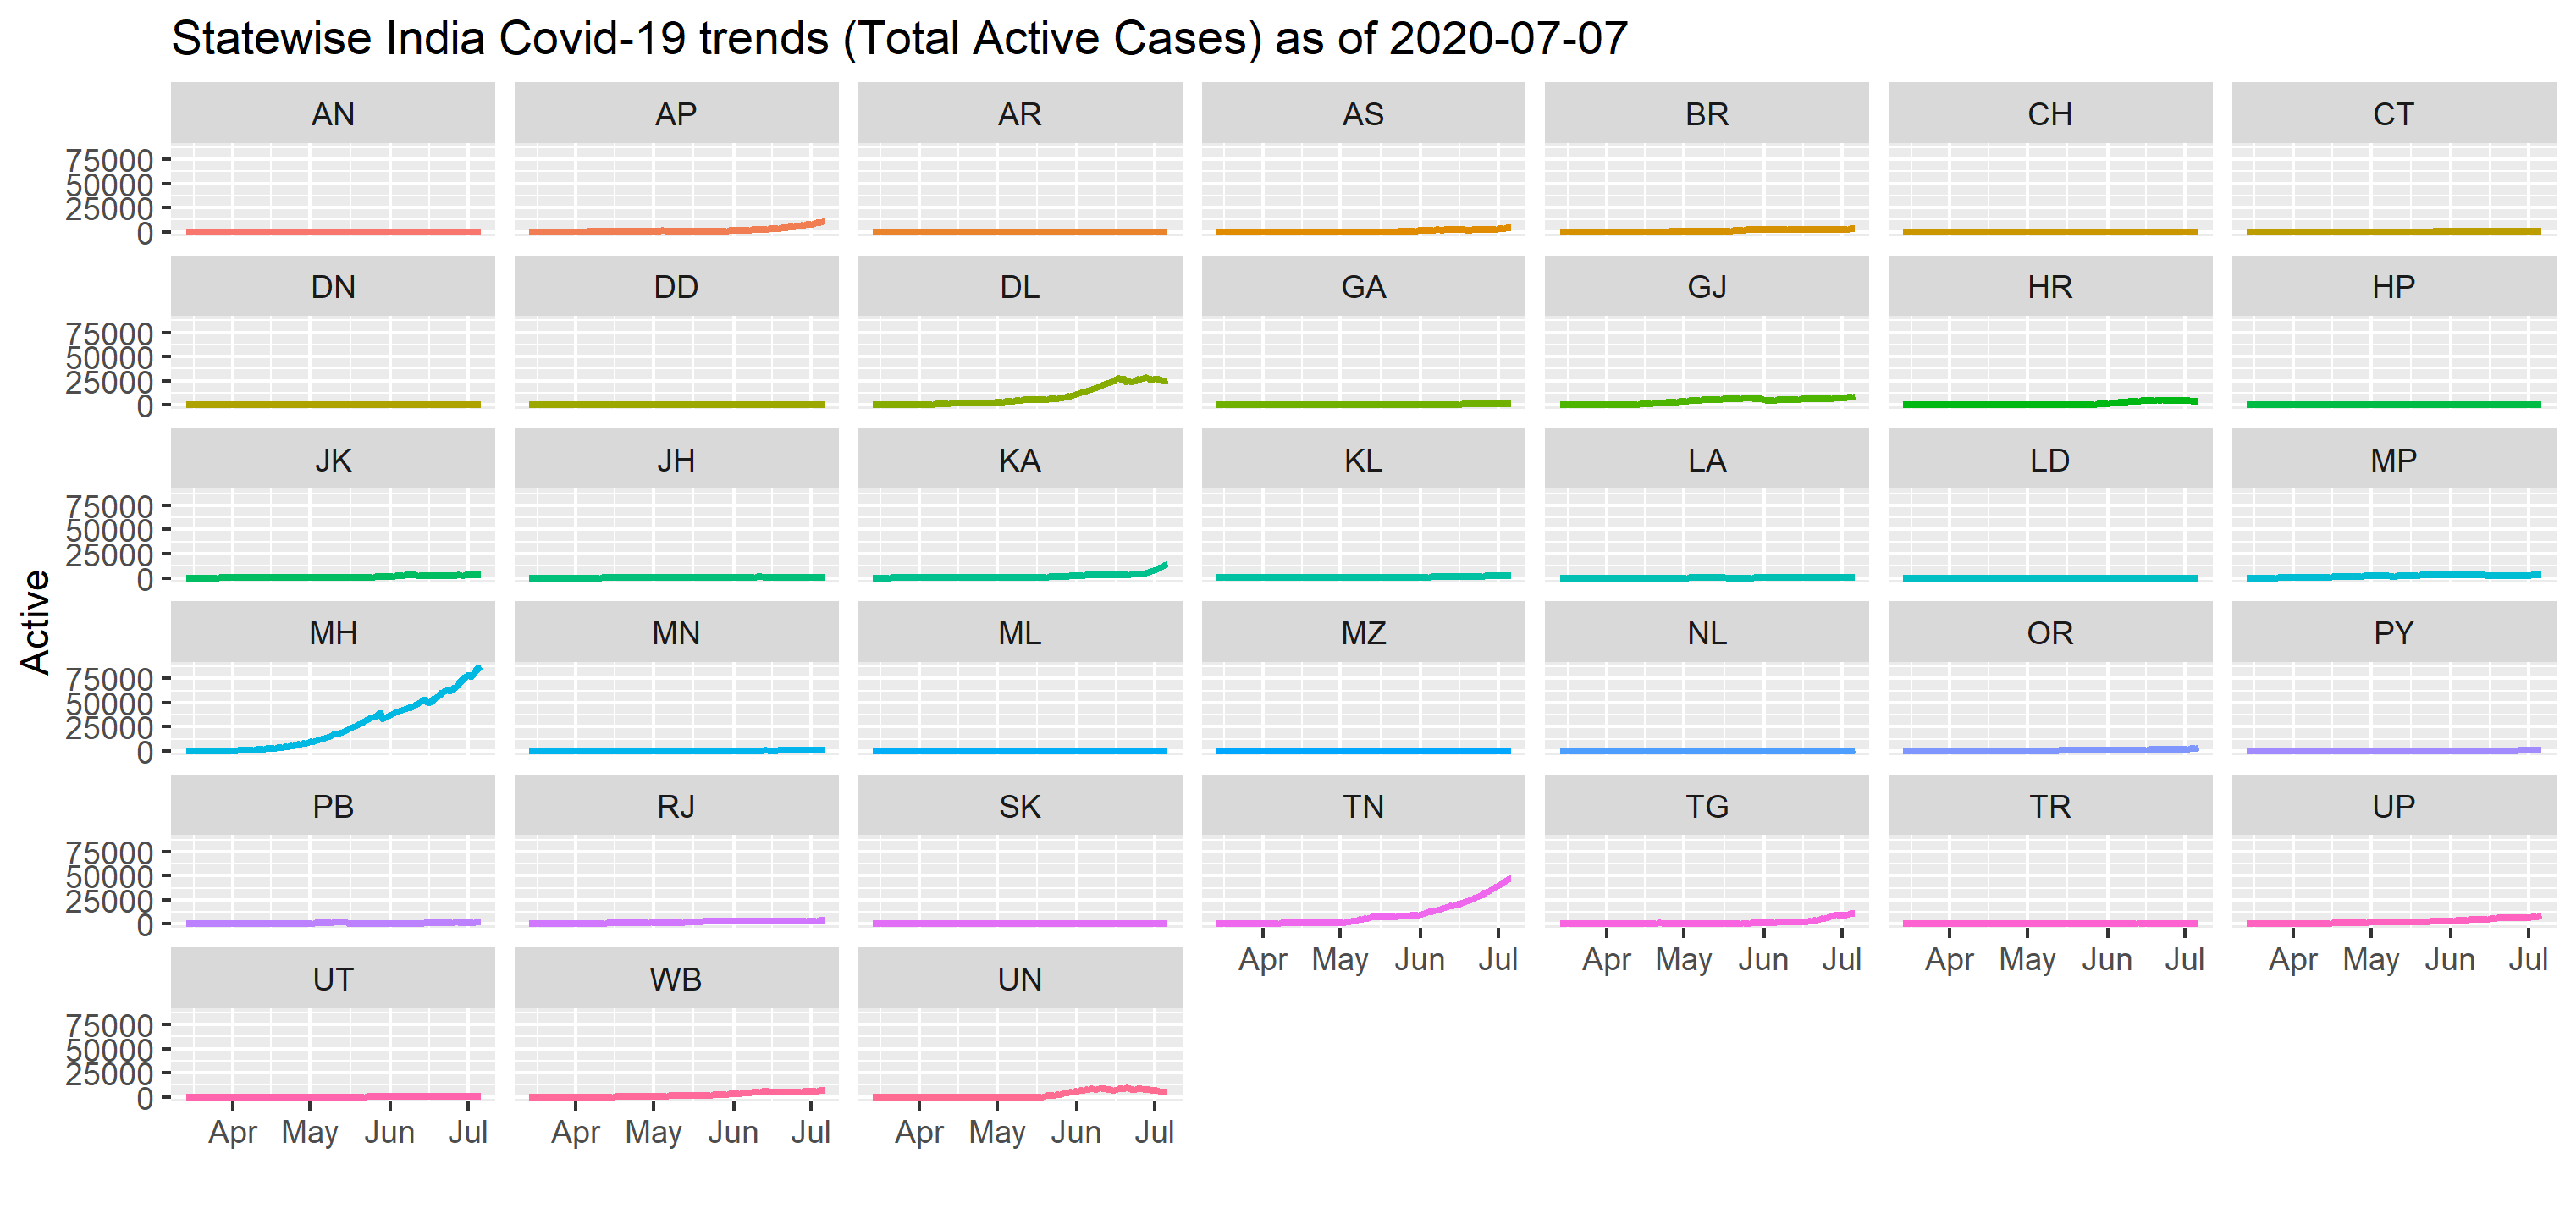 Statewise India Covid-19 trends (Total Active Cases) as of 2020-07-07
AN AP AR AS BR CH CT
75000
50000
25000
0
DN DD DL GA GJ HR HP
75000
50000
25000
0
JK JH KA KL LA LD MP
75000
50000
25000
0
Active
MH MN ML MZ NL OR PY
75000
50000
25000
0
PB RJ SK TN TG TR UP
75000
50000
25000
0
Apr May Jun Jul Apr May Jun Jul Apr May Jun Jul Apr May Jun Jul
UT WB UN
75000
50000
25000
0
Apr May Jun Jul Apr May Jun Jul Apr May Jun Jul